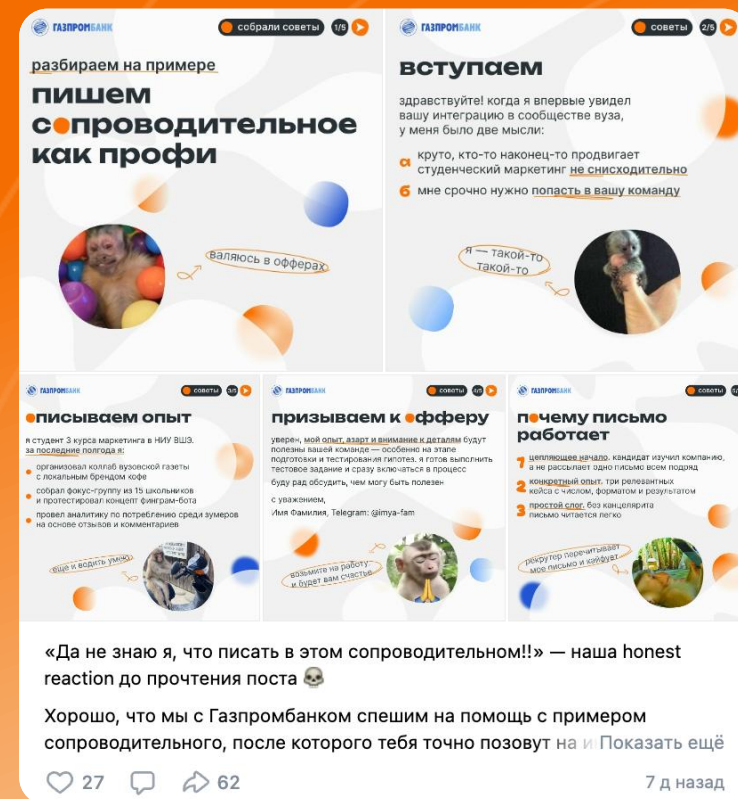 ГАЗПРОМБАНК
собрали советы
1/5
разбираем на примере
пишем
сопроводительное
как профи
валяюсь в офферах
ГАЗПРОМБАНК
советы
2/5
вступаем
здравствуйте! когда я впервые увидел
вашу интеграцию в сообществе вуза,
у меня было две мысли:
а круто, кто-то наконец-то продвигает
студенческий маркетинг не снисходительно
б мне срочно нужно попасть в вашу команду
я — такой-то
такой-то
ГАЗПРОМБАНК
советы
3/5
описываем опыт
я студент 3 курса маркетинга в НИУ ВШЭ.
за последние полгода я:
организовал коллаб вузовской газеты
с локальным брендом кофе
собрал фокус-группу из 15 школьников
и протестировал концепт финграм-бота
провел аналитику по потреблению среди зумеров
на основе отзывов и комментариев
ещё и водить умею
ГАЗПРОМБАНК
советы
4/5
призываем к офферу
уверен, мой опыт, азарт и внимание к деталям будут
полезны вашей команде — особенно на этапе
подготовки и тестирования гипотез. я готов выполнить
тестовое задание и сразу включаться в процесс
буду рад обсудить, чем могу быть полезен
с уважением,
Имя Фамилия, Telegram: @imya-fam
возьмите на работу
и будет вам счастье
ГАЗПРОМБАНК
советы
почему письмо
работает
1 цепляющее начало. кандидат изучил компанию,
а не рассылает одно письмо всем подряд
2 конкретный опыт. три релевантных
кейса с числом, форматом и результатом
3 простой слог. без канцелярита
письмо читается легко
рекрутер перечитывает
мое письмо и кайфует
«Да не знаю я, что писать в этом сопроводительном!!» — наша honest
reaction до прочтения поста 💀
Хорошо, что мы с Газпромбанком спешим на помощь с примером
сопроводительного, после которого тебя точно позовут на и Показать ещё
27
62
7 д назад